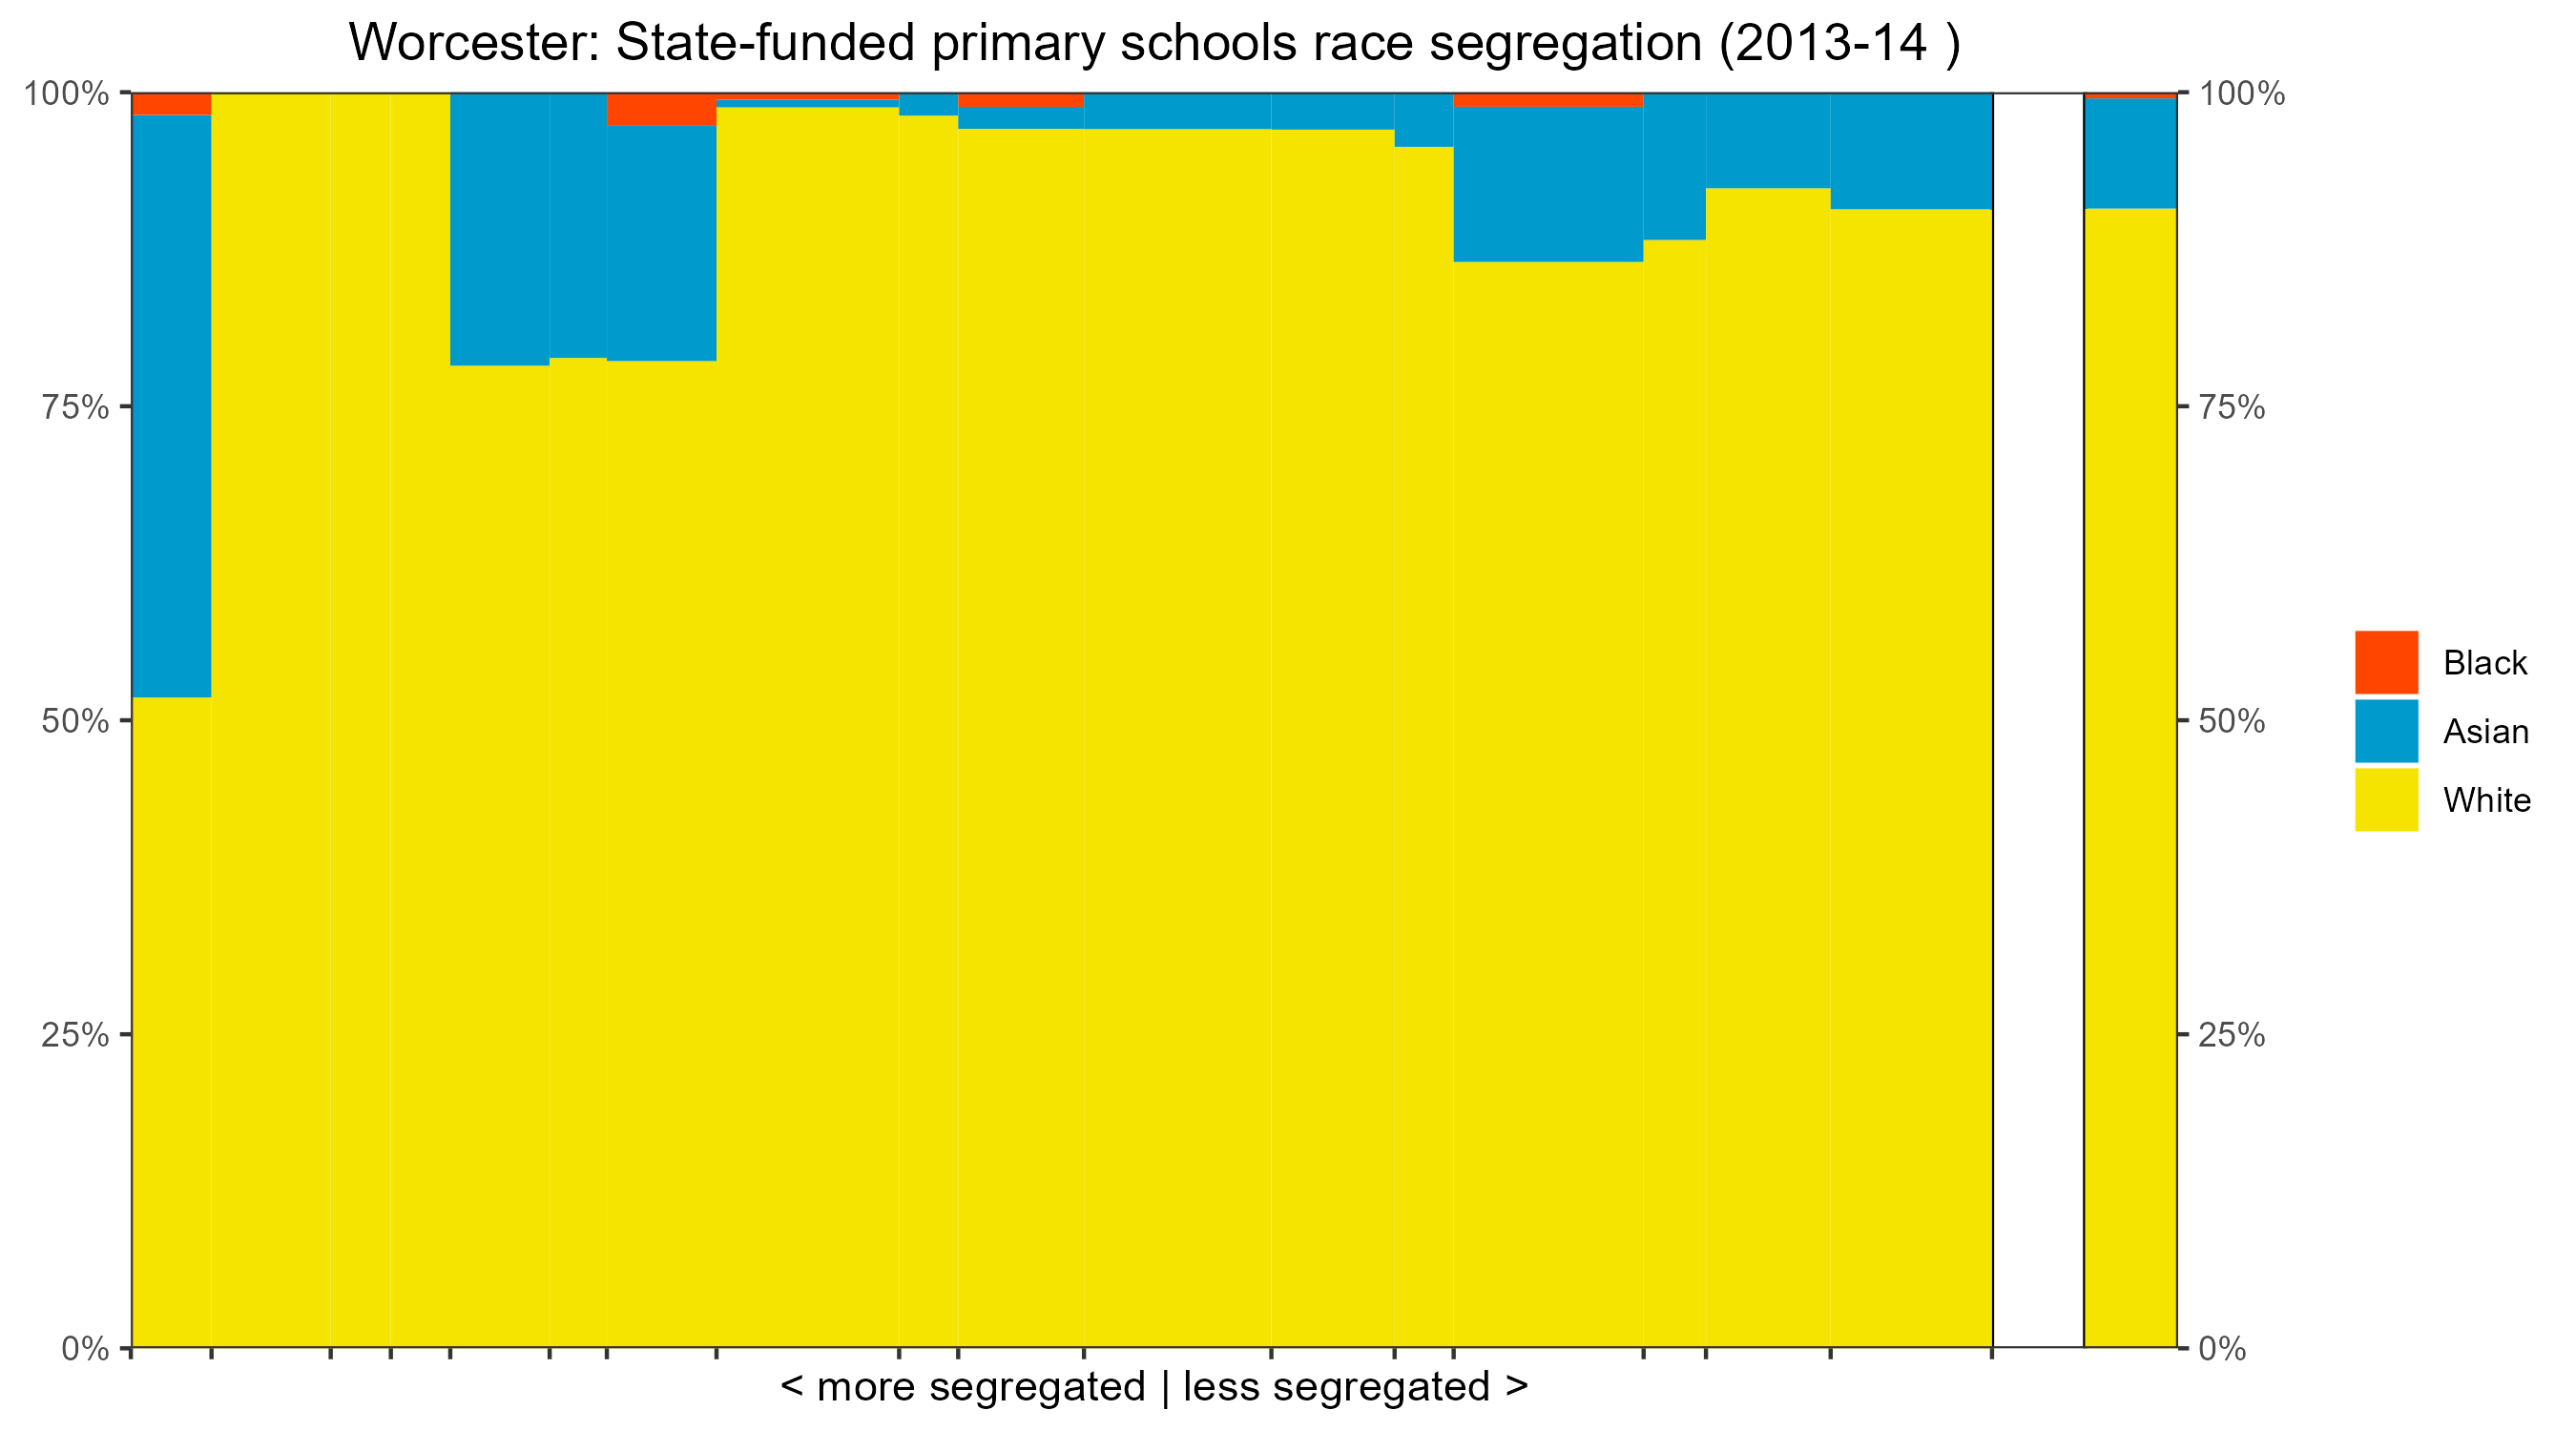 Worcester: State-funded primary schools race segregation (2013-14 )
100%
75%
50%
25%
0%
100%
75%
50%
25%
0%
Black
Asian
White
< more segregated | less segregated >